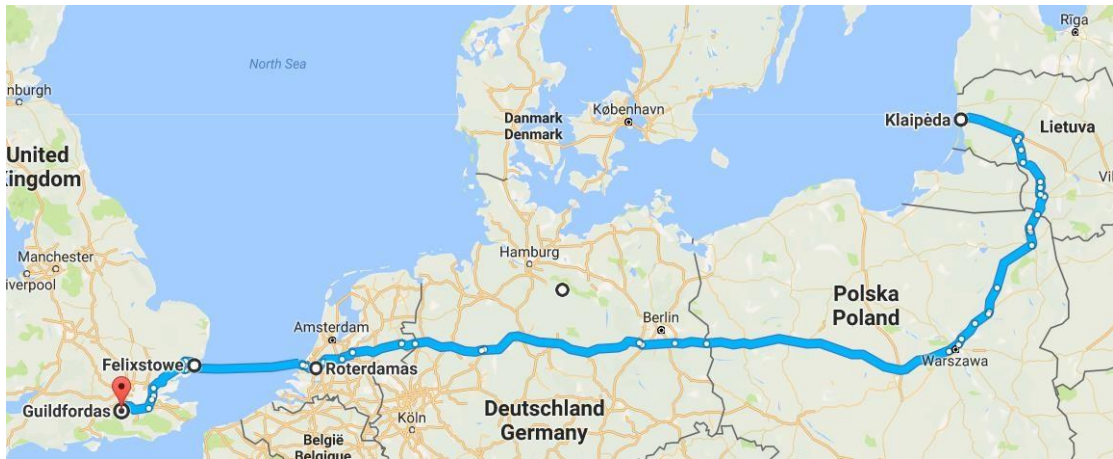 Rīga
North Sea
nburgh
København
Danmark
Denmark
Klaipėda
Lietuva
United
Kingdom
Vil
Hamburg
Manchester
iverpool
Polska
Poland
Berlin
Amsterdam
Felixstowe
Roterdamas
Warszawa
Guildfordas
Köln
Deutschland
Germany
België
Belgique